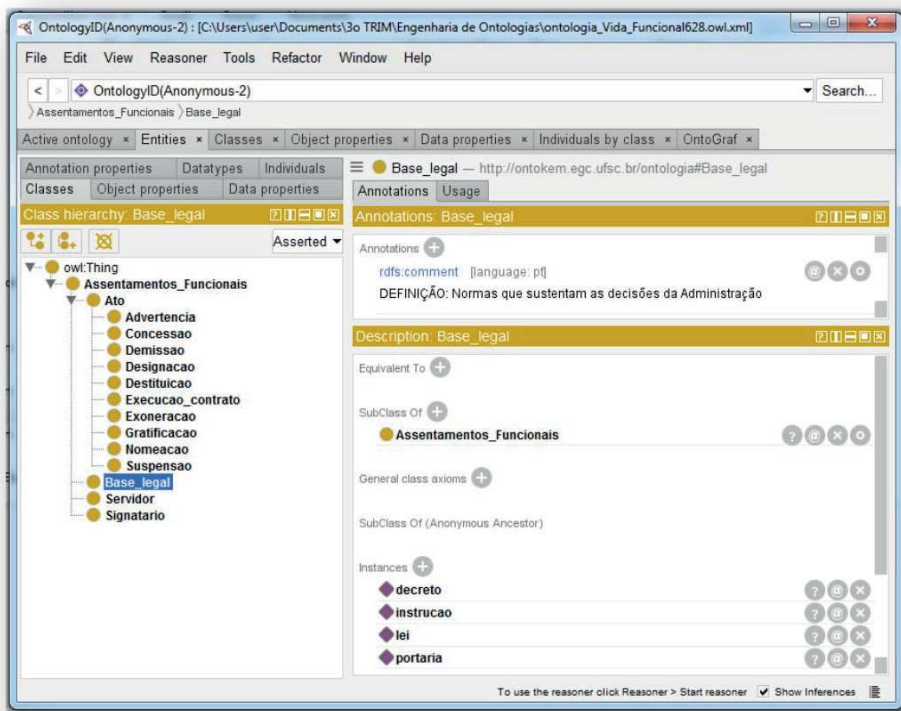 OntologyID(Anonymous-2) : [C:\Users\user\Documents\3o TRIM\Engenharia de Ontologias\ontologia_Vida_Funcional628.owl.xml]
File Edit View Reasoner Tools Refactor Window Help
< > OntologyID(Anonymous-2) Search...
Assentamentos_Funcionais Base_legal
Active ontology × Entities × Classes × Object properties × Data properties × Individuals by class × OntoGraf ×
Annotation properties Datatypes Individuals
Classes Object properties Data properties
Class hierarchy: Base_legal
Asserted
owl:Thing
Assentamentos_Funcionais
Ato
Advertencia
Concessao
Demissao
Designacao
Destituicao
Execucao_contrato
Exoneracao
Gratificacao
Nomeacao
Suspensao
Base_legal
Servidor
Signatario
Base_legal — http://ontokem.egc.ufsc.br/ontologia#Base_legal
Annotations Usage
Annotations: Base_legal
Annotations
rdfs:comment [language: pt]
DEFINIÇÃO: Normas que sustentam as decisões da Administração
Description: Base_legal
Equivalent To
SubClass Of
Assentamentos_Funcionais
General class axioms
SubClass Of (Anonymous Ancestor)
Instances
decreto
instrucao
lei
portaria
To use the reasoner click Reasoner > Start reasoner Show Inferences